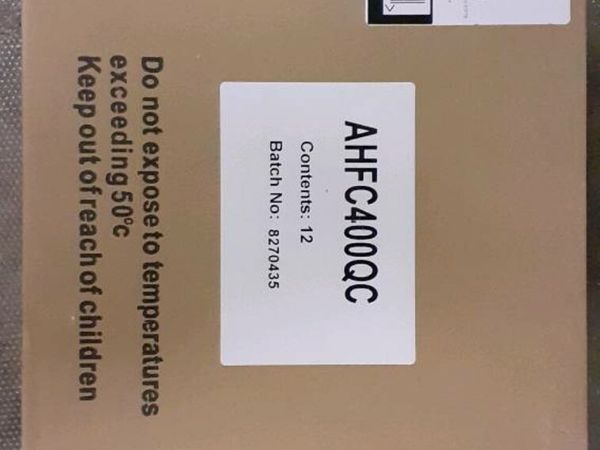 AHFC400QC
Contents: 12
Batch No: 8270435
Do not expose to temperatures
exceeding 50°c
Keep out of reach of children